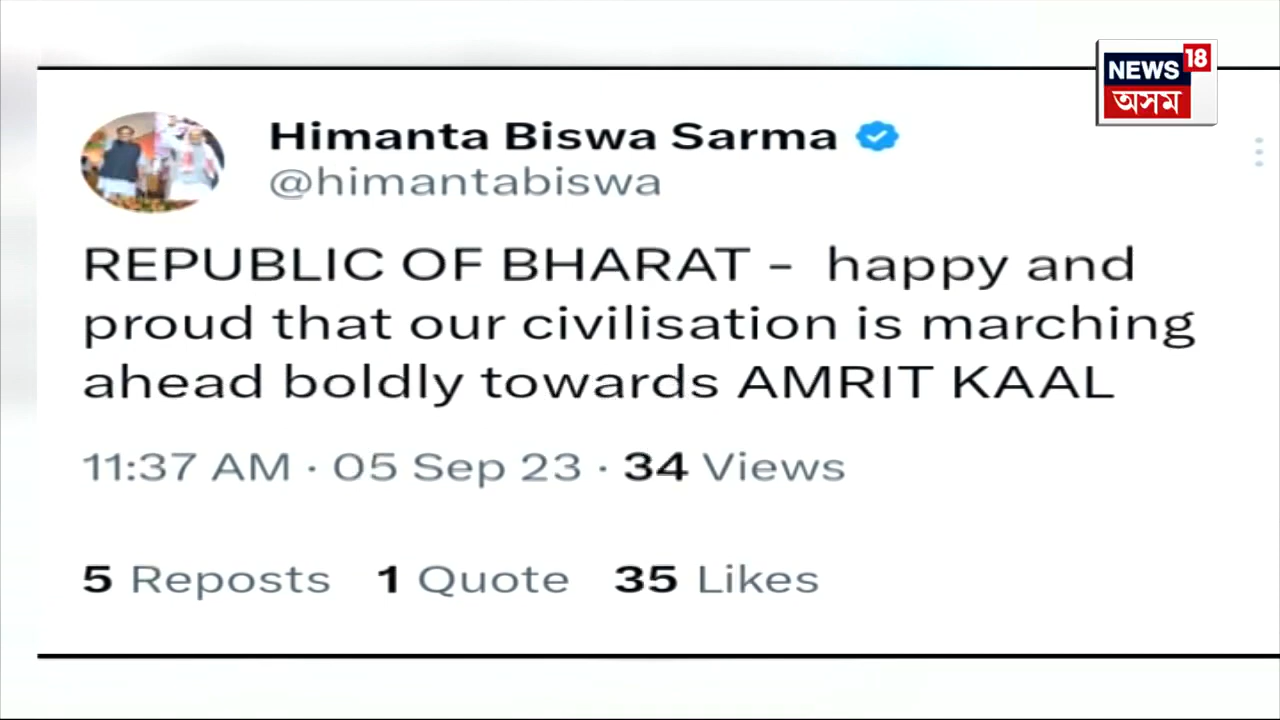 NEWS 18
অসম
Himanta Biswa Sarma
@himantabiswa
REPUBLIC OF BHARAT - happy and
proud that our civilisation is marching
ahead boldly towards AMRIT KAAL
11:37 AM · 05 Sep 23 · 34 Views
5 Reposts 1 Quote 35 Likes